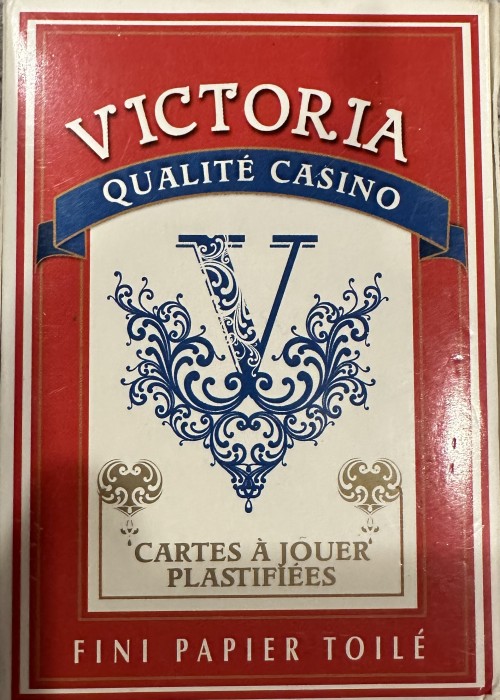 VICTORIA
QUALITÉ CASINO
V
CARTES À JOUER
PLASTIFIÉES
FINI PAPIER TOILÉ